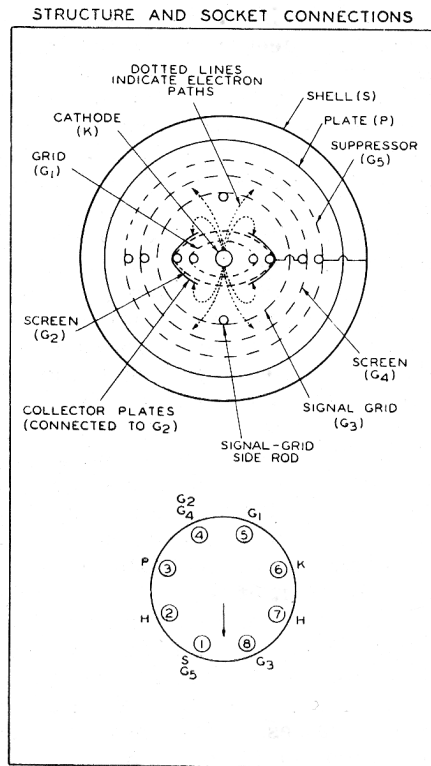 STRUCTURE AND SOCKET CONNECTIONS
DOTTED LINES
INDICATE ELECTRON
PATHS
SHELL (S)
CATHODE
(K)
PLATE (P)
GRID
(G1)
SUPPRESSOR
(G5)
SCREEN
(G2)
SCREEN
(G4)
COLLECTOR PLATES
(CONNECTED TO G2)
SIGNAL GRID
(G3)
SIGNAL-GRID
SIDE ROD
G2
G4
G1
4
5
P
3
6
K
H
2
7
H
1
8
S
G5
G3